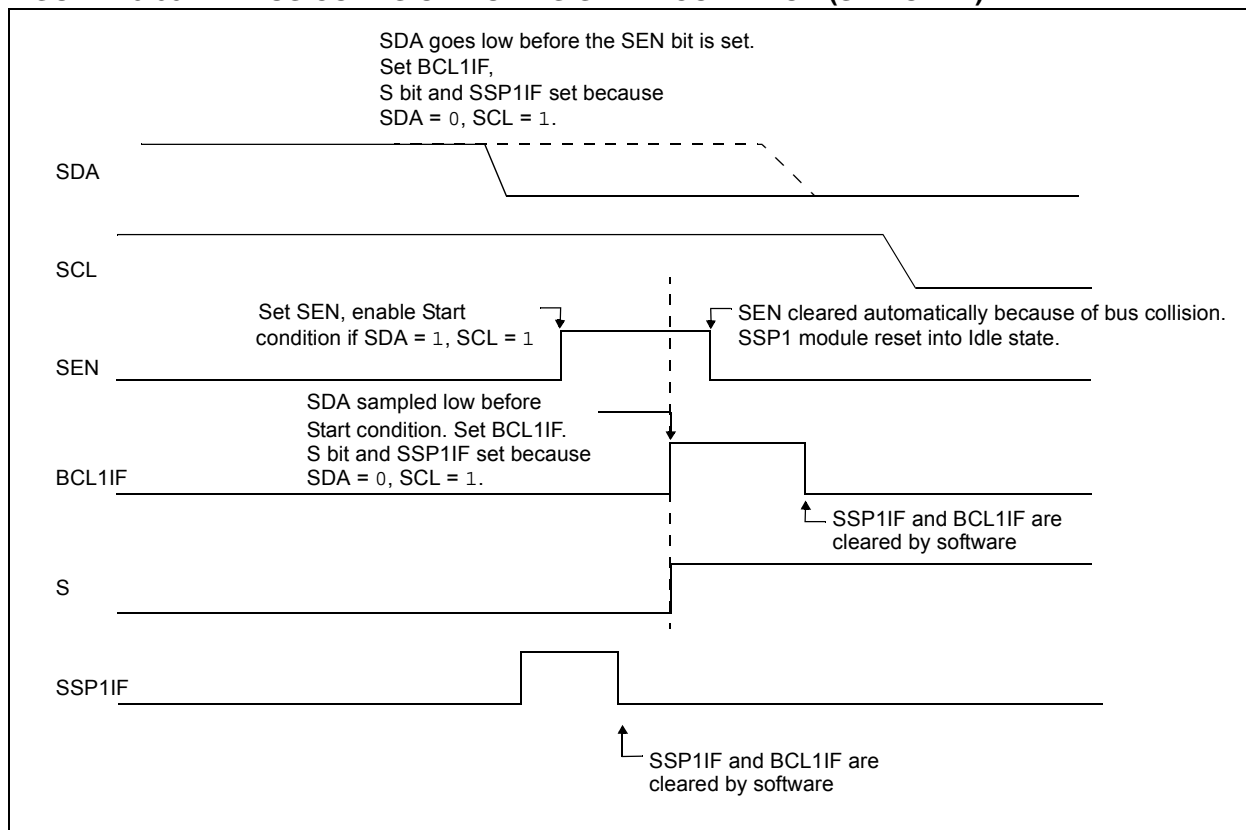 SDA goes low before the SEN bit is set.
Set BCL1IF,
S bit and SSP1IF set because
SDA = 0, SCL = 1.
SDA
SCL
Set SEN, enable Start
condition if SDA = 1, SCL = 1
SEN cleared automatically because of bus collision.
SSP1 module reset into Idle state.
SEN
SDA sampled low before
Start condition. Set BCL1IF.
S bit and SSP1IF set because
SDA = 0, SCL = 1.
BCL1IF
SSP1IF and BCL1IF are
cleared by software
S
SSP1IF
SSP1IF and BCL1IF are
cleared by software